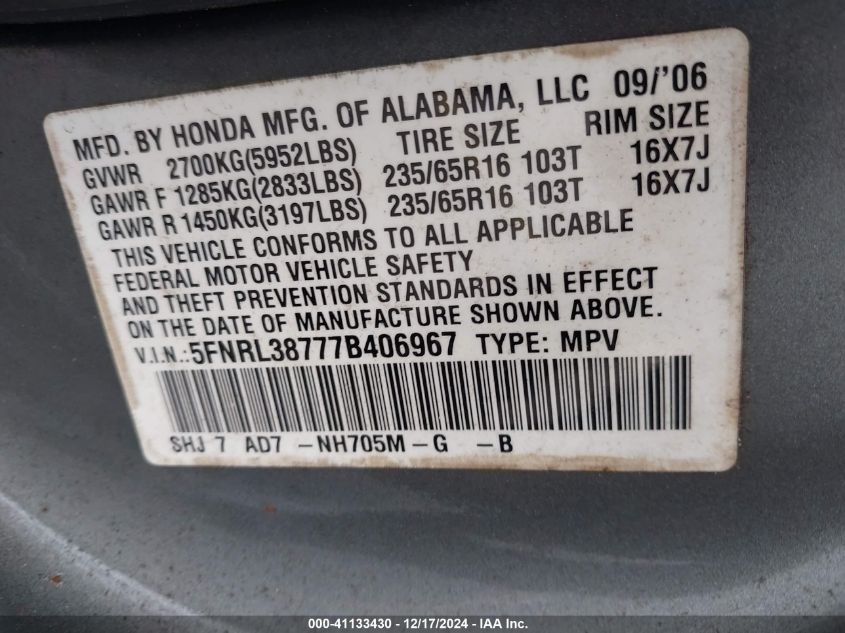 MFD. BY HONDA MFG. OF ALABAMA, LLC 09/'06
GVWR 2700KG(5952LBS) TIRE SIZE RIM SIZE
GAWR F 1285KG(2833LBS) 235/65R16 103T 16X7J
GAWR R 1450KG(3197LBS) 235/65R16 103T 16X7J
THIS VEHICLE CONFORMS TO ALL APPLICABLE
FEDERAL MOTOR VEHICLE SAFETY
AND THEFT PREVENTION STANDARDS IN EFFECT
ON THE DATE OF MANUFACTURE SHOWN ABOVE.
V.I.N.:5FNRL38777B406967 TYPE: MPV
SHJ 7 AD7 -NH705M -G -B
000-41133430 - 12/17/2024 - IAA Inc.